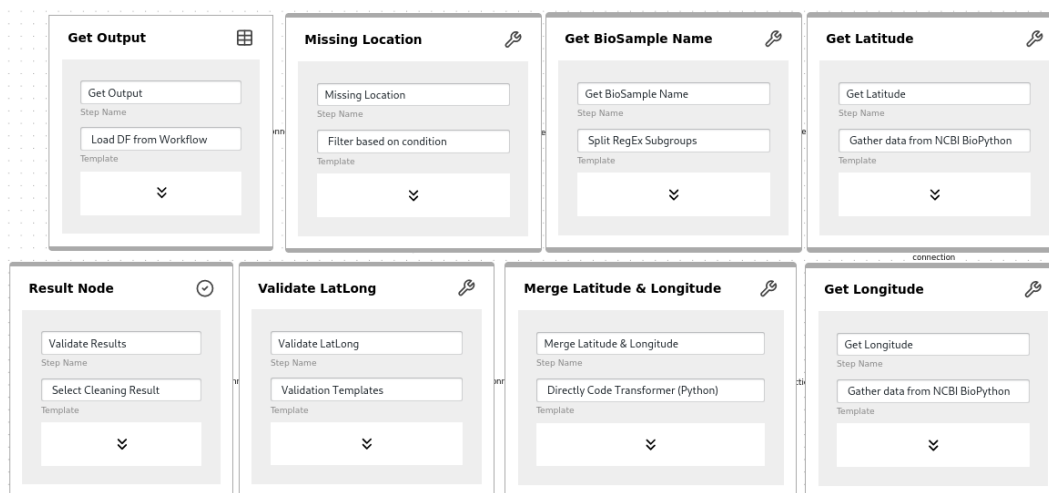 Get Output
Get Output
Step Name
Load DF from Workflow
Template
Missing Location
Missing Location
Step Name
Filter based on condition
Template
Get BioSample Name
Get BioSample Name
Step Name
Split RegEx Subgroups
Template
Get Latitude
Get Latitude
Step Name
Gather data from NCBI BioPython
Template
connection
Result Node
Validate Results
Step Name
Select Cleaning Result
Template
Validate LatLong
Validate LatLong
Step Name
Validation Templates
Template
Merge Latitude & Longitude
Merge Latitude & Longitude
Step Name
Directly Code Transformer (Python)
Template
Get Longitude
Get Longitude
Step Name
Gather data from NCBI BioPython
Template